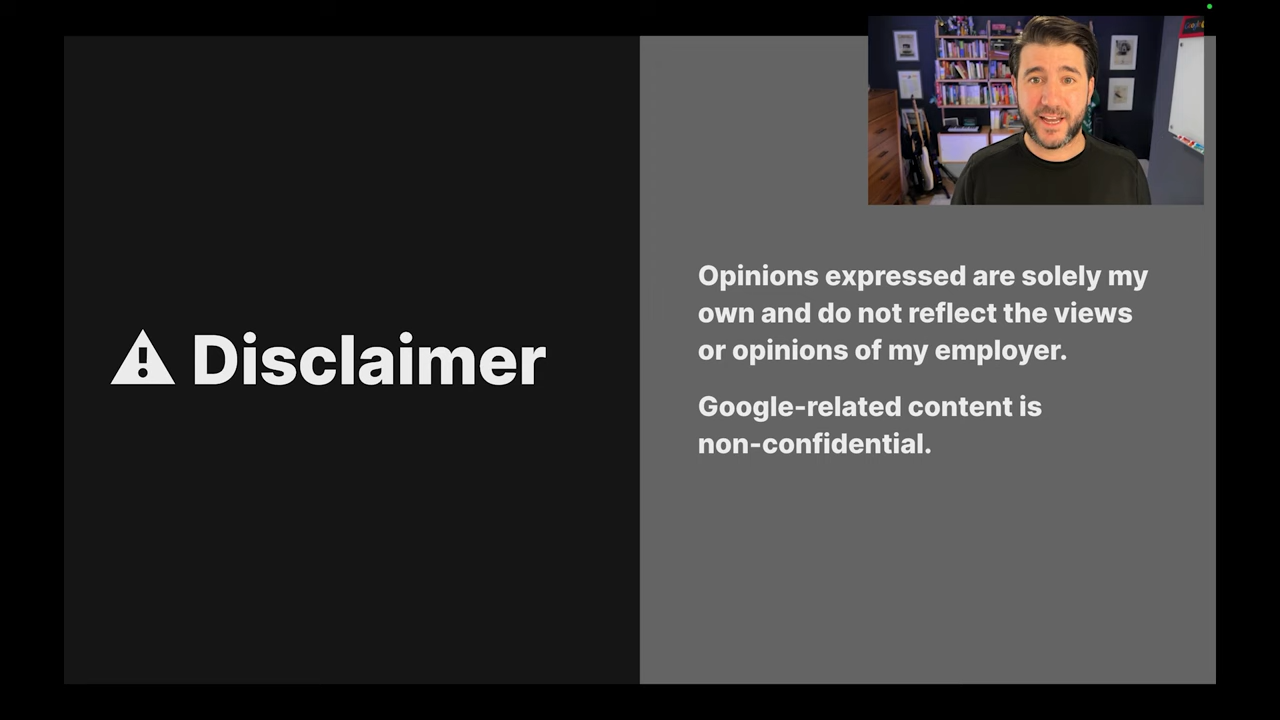 Disclaimer
Opinions expressed are solely my
own and do not reflect the views
or opinions of my employer.
Google-related content is
non-confidential.